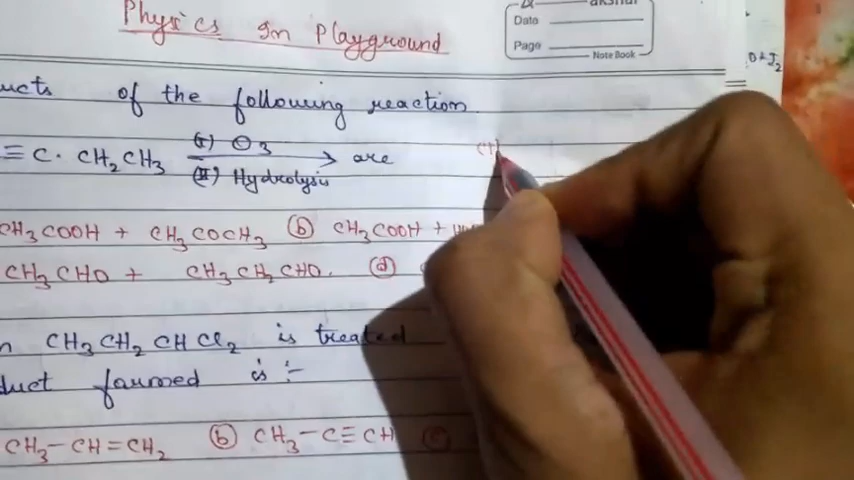 Physics In Playground
Date
Page
Note Book
ucts of the following reaction
≡ C. CH₂CH₃ (I) O₃ are
(II) Hydrolysis
CH₃COOH + CH₃COCH₃ (b) CH₃COOH +
CH₃CHO + CH₃CH₂CHO. (d)
n CH₃CH₂CHCl₂ is treated
duct formed is :-
CH₃-CH=CH₂ (b) CH₃-C≡CH (c)